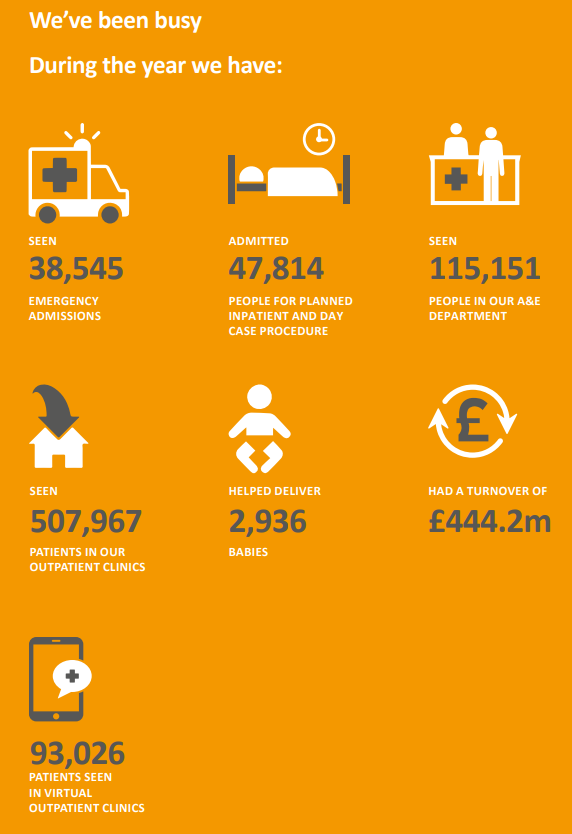 We've been busy
During the year we have:
SEEN
38,545
EMERGENCY
ADMISSIONS
ADMITTED
47,814
PEOPLE FOR PLANNED
INPATIENT AND DAY
CASE PROCEDURE
SEEN
115,151
PEOPLE IN OUR A&E
DEPARTMENT
SEEN
507,967
PATIENTS IN OUR
OUTPATIENT CLINICS
HELPED DELIVER
2,936
BABIES
£
HAD A TURNOVER OF
£444.2m
93,026
PATIENTS SEEN
IN VIRTUAL
OUTPATIENT CLINICS